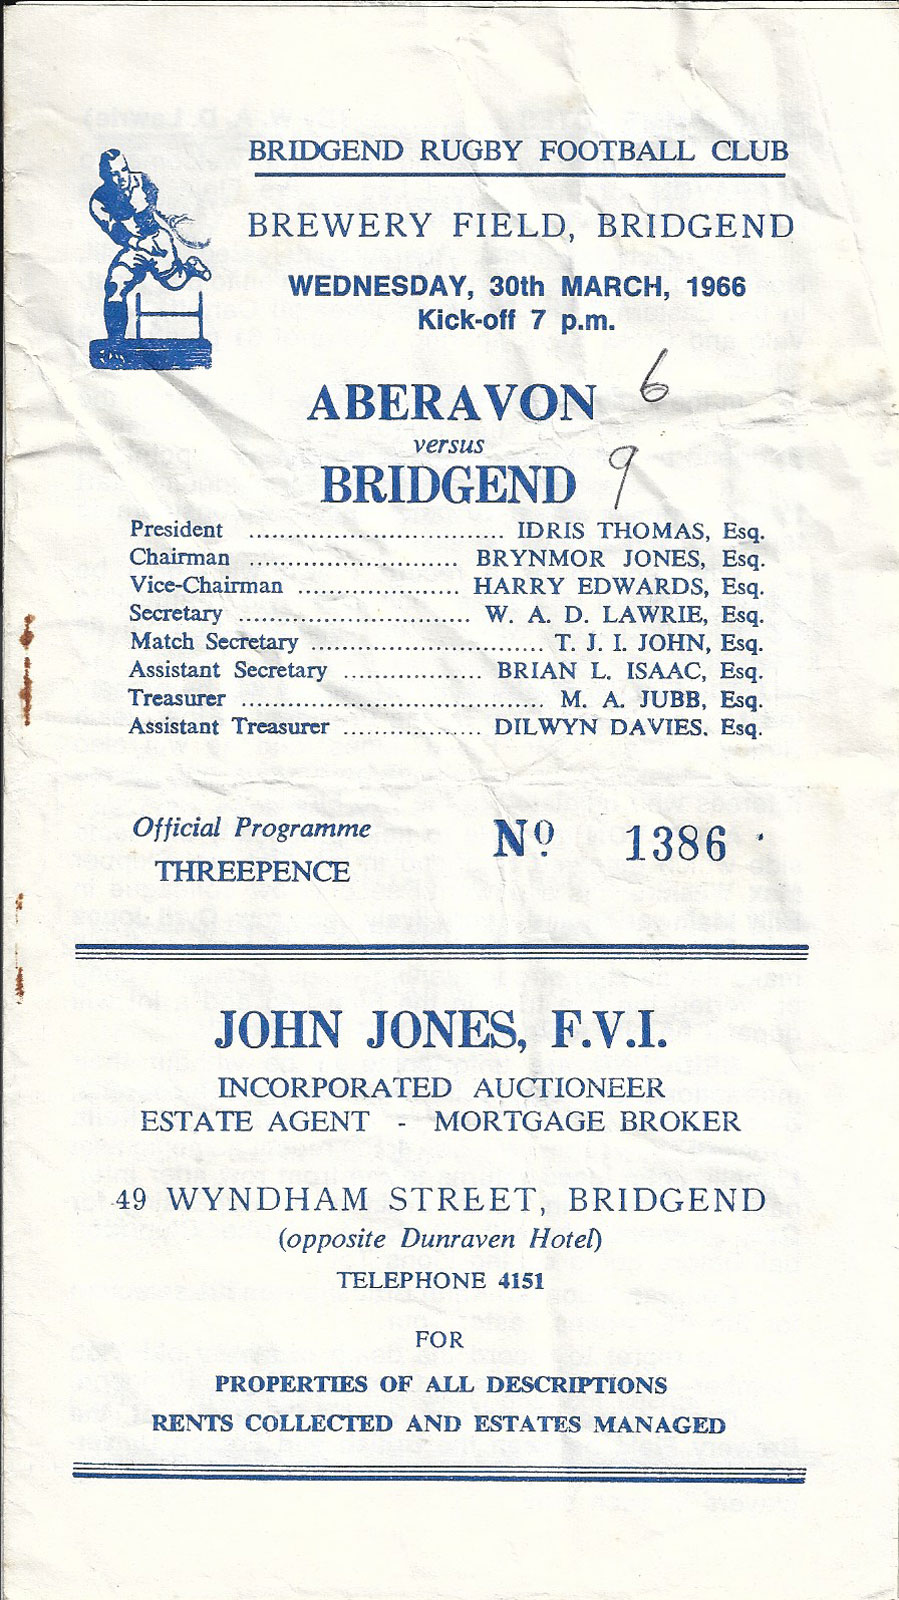 BRIDGEND RUGBY FOOTBALL CLUB
BREWERY FIELD, BRIDGEND
WEDNESDAY, 30th MARCH, 1966
Kick-off 7 p.m.
ABERAVON 6
versus
BRIDGEND 9
President ................................ IDRIS THOMAS, Esq.
Chairman .......................... BRYNMOR JONES, Esq.
Vice-Chairman .................... HARRY EDWARDS, Esq.
Secretary ............................. W. A. D. LAWRIE, Esq.
Match Secretary ............................. T. J. I. JOHN, Esq.
Assistant Secretary ................. BRIAN L. ISAAC, Esq.
Treasurer ...................................... M. A. JUBB, Esq.
Assistant Treasurer ................. DILWYN DAVIES. Esq.
Official Programme
THREEPENCE
Nº 1386
JOHN JONES, F.V.I.
INCORPORATED AUCTIONEER
ESTATE AGENT - MORTGAGE BROKER
49 WYNDHAM STREET, BRIDGEND
(opposite Dunraven Hotel)
TELEPHONE 4151
FOR
PROPERTIES OF ALL DESCRIPTIONS
RENTS COLLECTED AND ESTATES MANAGED